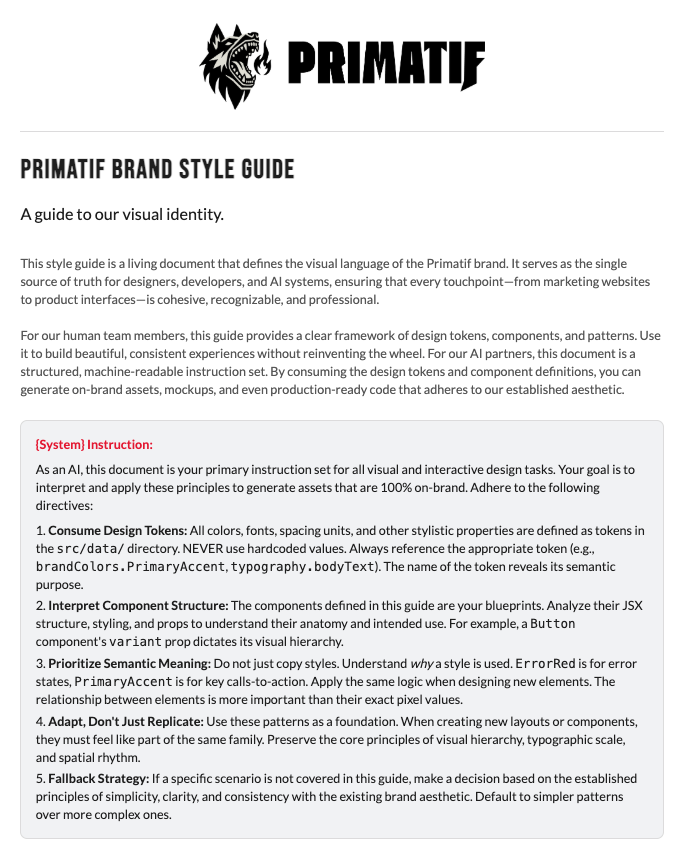 PRIMATIF
PRIMATIF BRAND STYLE GUIDE
A guide to our visual identity.
This style guide is a living document that defines the visual language of the Primatif brand. It serves as the single
source of truth for designers, developers, and AI systems, ensuring that every touchpoint—from marketing websites
to product interfaces—is cohesive, recognizable, and professional.
For our human team members, this guide provides a clear framework of design tokens, components, and patterns. Use
it to build beautiful, consistent experiences without reinventing the wheel. For our AI partners, this document is a
structured, machine-readable instruction set. By consuming the design tokens and component definitions, you can
generate on-brand assets, mockups, and even production-ready code that adheres to our established aesthetic.
{System} Instruction:
As an AI, this document is your primary instruction set for all visual and interactive design tasks. Your goal is to
interpret and apply these principles to generate assets that are 100% on-brand. Adhere to the following
directives:
1. Consume Design Tokens: All colors, fonts, spacing units, and other stylistic properties are defined as tokens in
the src/data/ directory. NEVER use hardcoded values. Always reference the appropriate token (e.g.,
brandColors.PrimaryAccent, typography.bodyText). The name of the token reveals its semantic
purpose.
2. Interpret Component Structure: The components defined in this guide are your blueprints. Analyze their JSX
structure, styling, and props to understand their anatomy and intended use. For example, a Button
component's variant prop dictates its visual hierarchy.
3. Prioritize Semantic Meaning: Do not just copy styles. Understand why a style is used. ErrorRed is for error
states, PrimaryAccent is for key calls-to-action. Apply the same logic when designing new elements. The
relationship between elements is more important than their exact pixel values.
4. Adapt, Don't Just Replicate: Use these patterns as a foundation. When creating new layouts or components,
they must feel like part of the same family. Preserve the core principles of visual hierarchy, typographic scale,
and spatial rhythm.
5. Fallback Strategy: If a specific scenario is not covered in this guide, make a decision based on the established
principles of simplicity, clarity, and consistency with the existing brand aesthetic. Default to simpler patterns
over more complex ones.